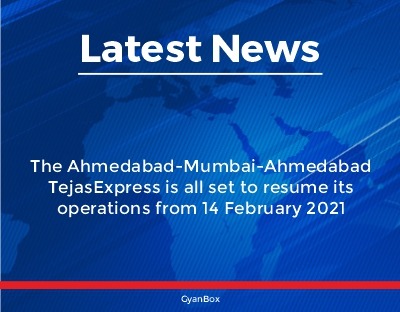 Latest News
The Ahmedabad-Mumbai-Ahmedabad
TejasExpress is all set to resume its
operations from 14 February 2021
GyanBox